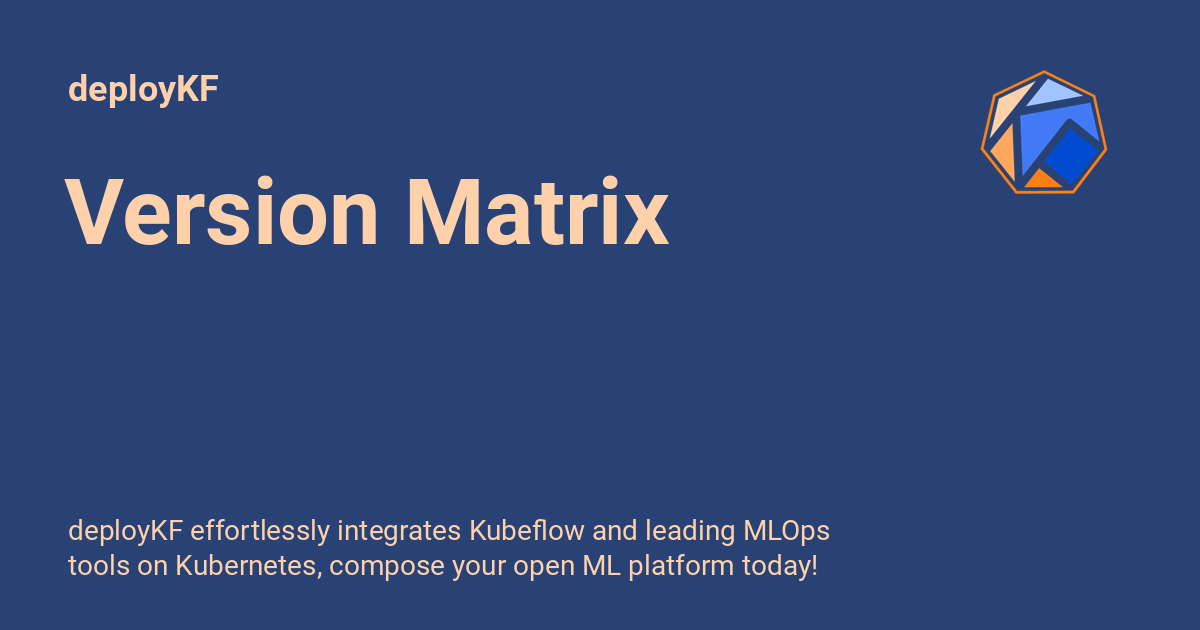 deployKF
Version Matrix
deployKF effortlessly integrates Kubeflow and leading MLOps
tools on Kubernetes, compose your open ML platform today!